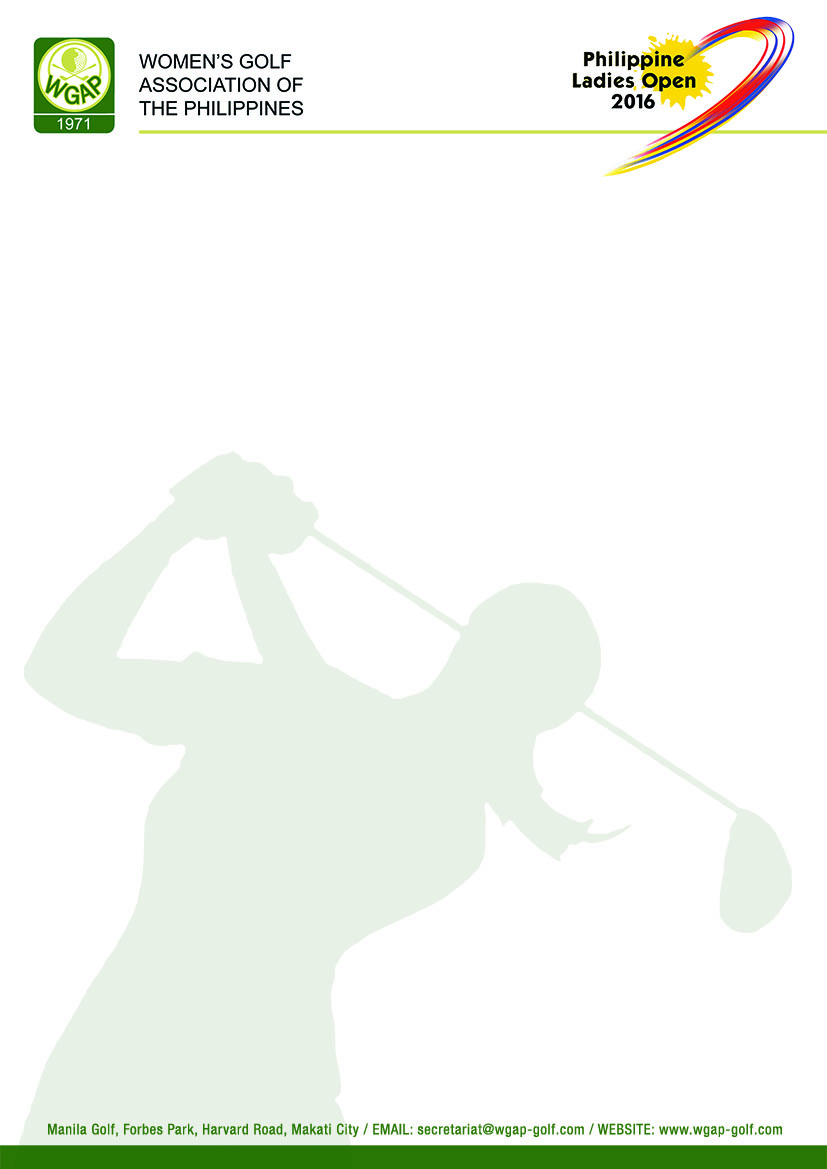 WGAP
1971
WOMEN'S GOLF
ASSOCIATION OF
THE PHILIPPINES
Philippine
Ladies Open
2016
Manila Golf, Forbes Park, Harvard Road, Makati City / EMAIL: secretariat@wgap-golf.com / WEBSITE: www.wgap-golf.com